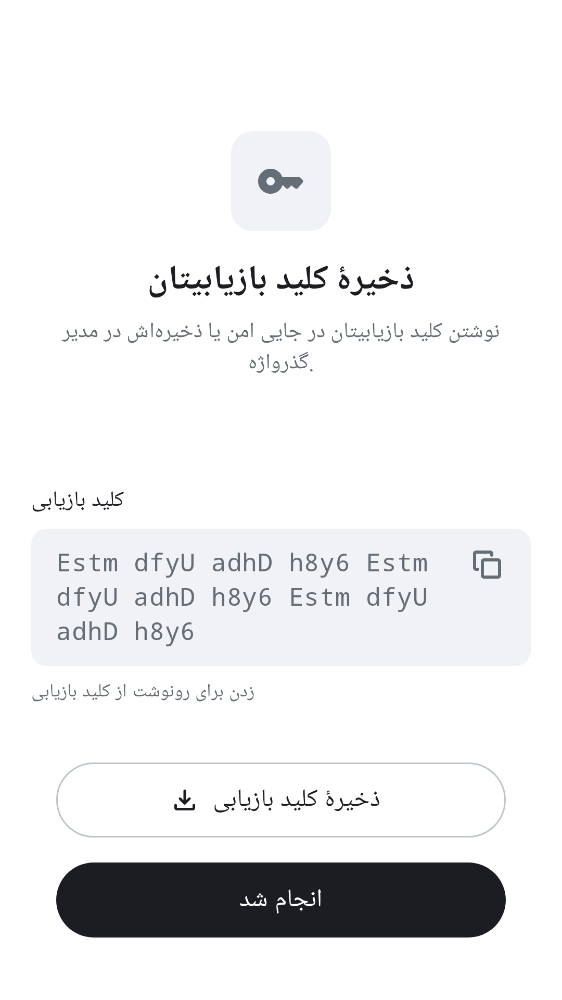 ذخیرهٔ کلید بازیابیتان
نوشتن کلید بازیابیتان در جایی امن یا ذخیره‌اش در مدیر
گذرواژه.
کلید بازیابی
Estm dfyU adhD h8y6 Estm
dfyU adhD h8y6 Estm dfyU
adhD h8y6
زدن برای رونوشت از کلید بازیابی
ذخیرهٔ کلید بازیابی
انجام شد